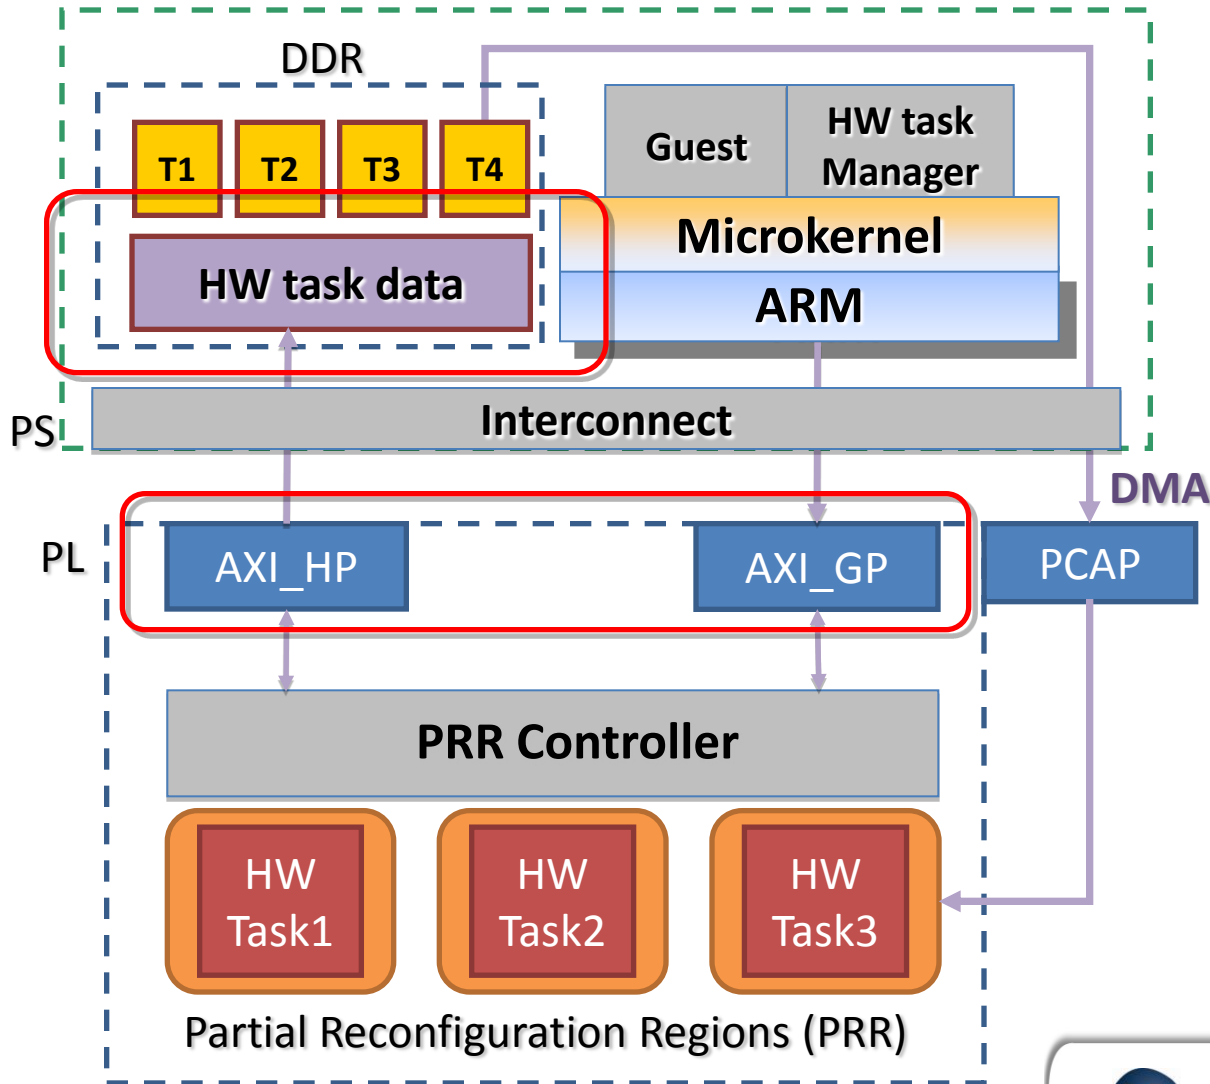 DDR
T1
T2
T3
T4
Guest
HW task
Manager
Microkernel
HW task data
ARM
Interconnect
PS
DMA
PL
AXI_HP
AXI_GP
PCAP
PRR Controller
HW
Task1
HW
Task2
HW
Task3
Partial Reconfiguration Regions (PRR)